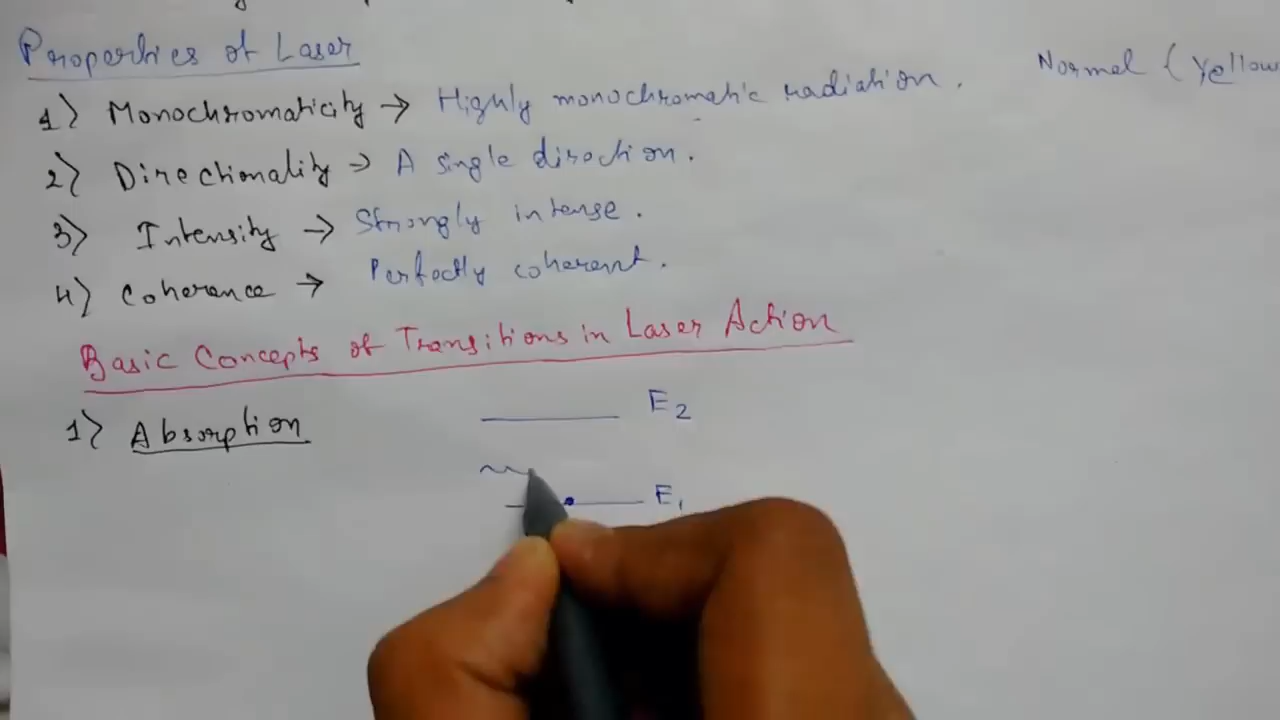 Properties of Laser
Normal ( Yellow
1) Monochromaticity → Highly monochromatic radiation.
2) Directionality → A single direction.
3) Intensity → Strongly intense.
4) Coherence → Perfectly coherent.
Basic Concepts of Transitions in Laser Action
1) Absorption
E2
E1